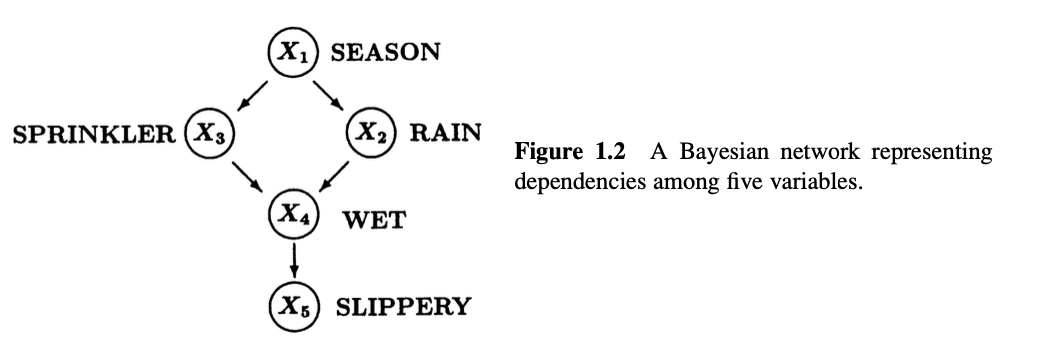 X₁ SEASON
SPRINKLER X₃ X₂ RAIN
X₄ WET
X₅ SLIPPERY
Figure 1.2 A Bayesian network representing
dependencies among five variables.